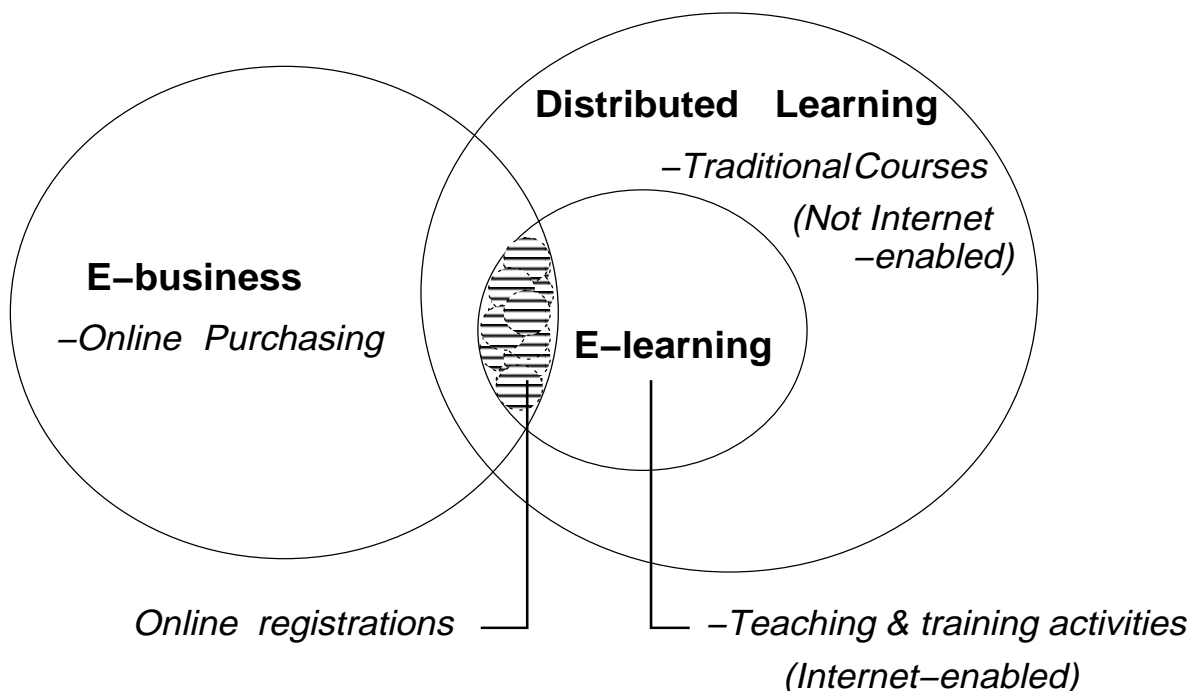 Distributed Learning
–Traditional Courses
(Not Internet
–enabled)
E–business
–Online Purchasing
E–learning
Online registrations
–Teaching & training activities
(Internet–enabled)